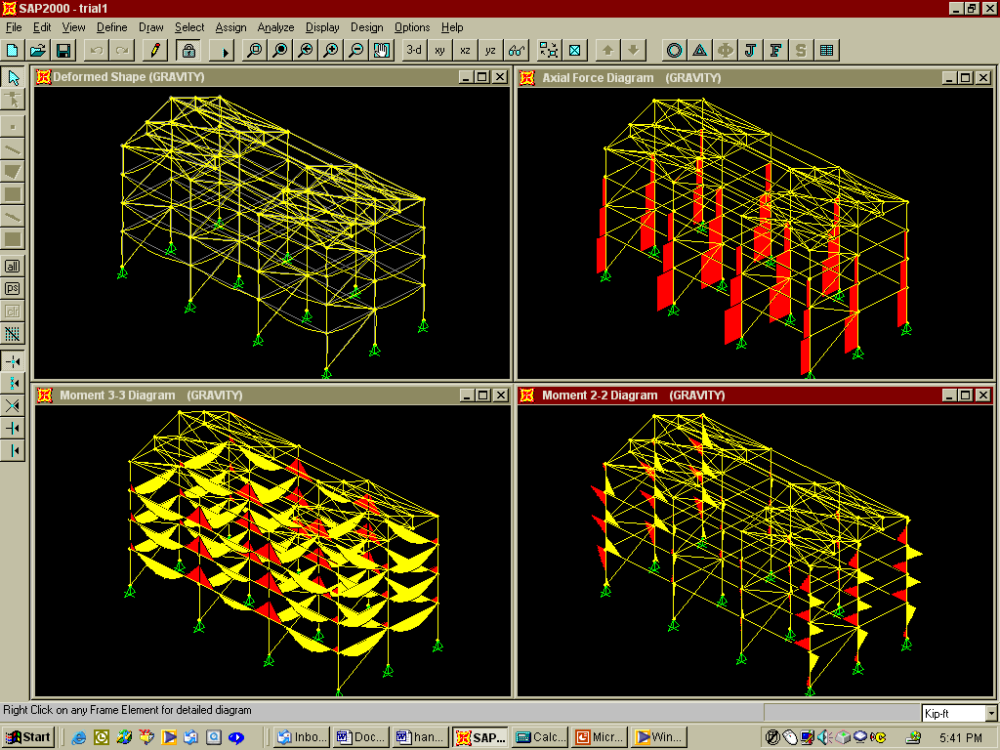 SAP2000 - trial1
File Edit View Define Draw Select Assign Analyze Display Design Options Help
3-d xy xz yz J F S
Deformed Shape (GRAVITY)
Axial Force Diagram (GRAVITY)
all
ps
clr
Moment 3-3 Diagram (GRAVITY)
Moment 2-2 Diagram (GRAVITY)
Right Click on any Frame Element for detailed diagram
Kip-ft
Start Inbo... Doc... han... SAP... Calc... Micr... Win... 5:41 PM